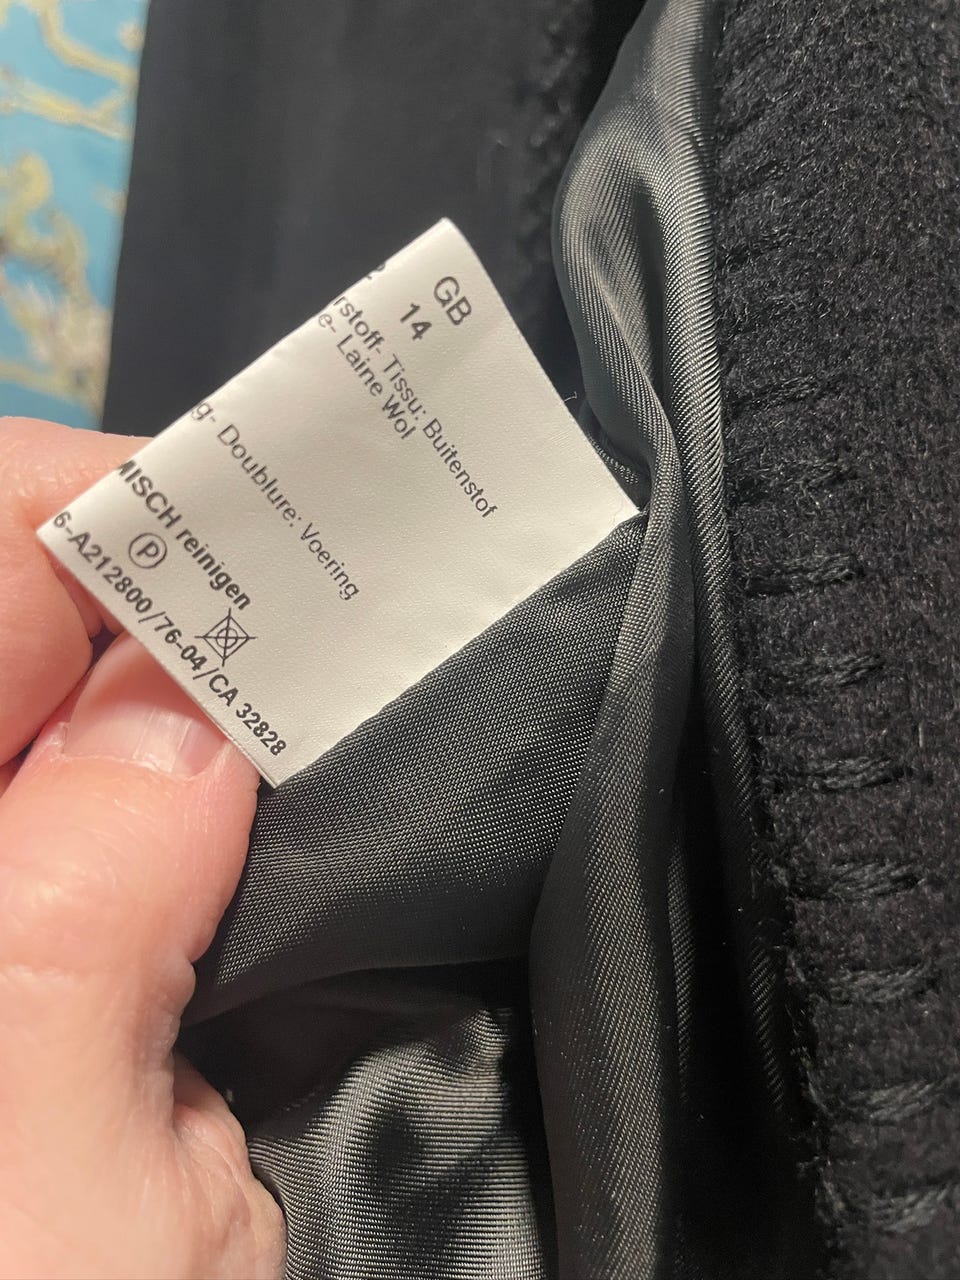 GB
14
rstoff- Tissu: Buitenstof
e- Laine Wol
g- Doublure: Voering
MISCH reinigen
P
6-A212800/76-04/CA 32828